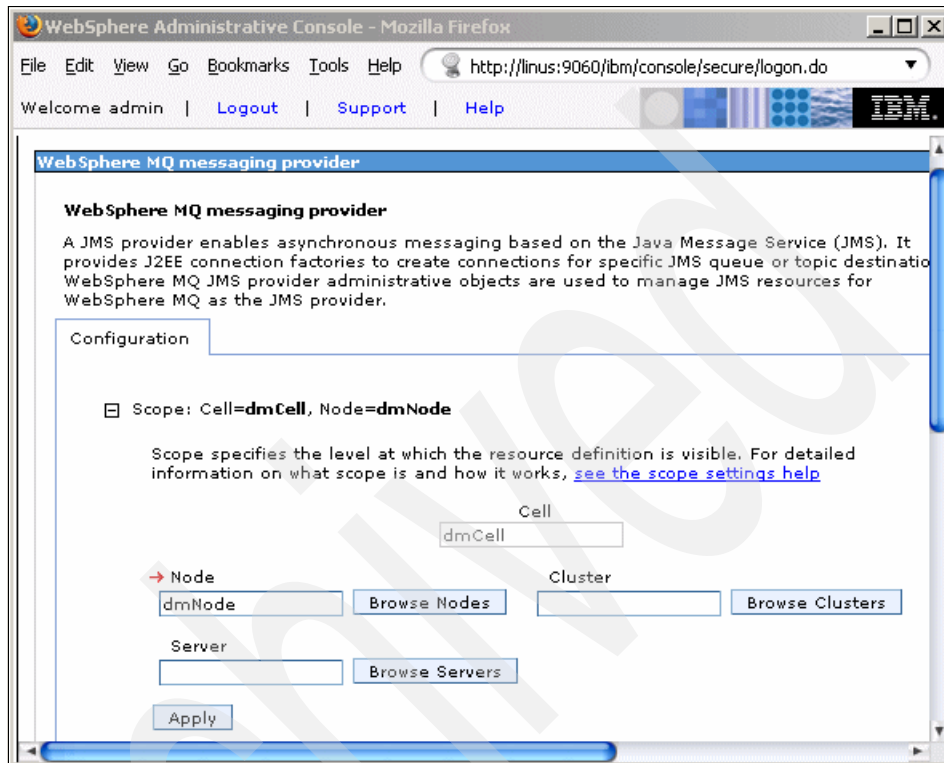 WebSphere Administrative Console - Mozilla Firefox
File Edit View Go Bookmarks Tools Help http://linus:9060/ibm/console/secure/logon.do
Welcome admin | Logout | Support | Help IBM.
WebSphere MQ messaging provider
WebSphere MQ messaging provider
A JMS provider enables asynchronous messaging based on the Java Message Service (JMS). It
provides J2EE connection factories to create connections for specific JMS queue or topic destinatio
WebSphere MQ JMS provider administrative objects are used to manage JMS resources for
WebSphere MQ as the JMS provider.
Configuration
Scope: Cell=dmCell, Node=dmNode
Scope specifies the level at which the resource definition is visible. For detailed
information on what scope is and how it works, see the scope settings help
Cell
dmCell
Node Cluster
dmNode Browse Nodes Browse Clusters
Server
Browse Servers
Apply